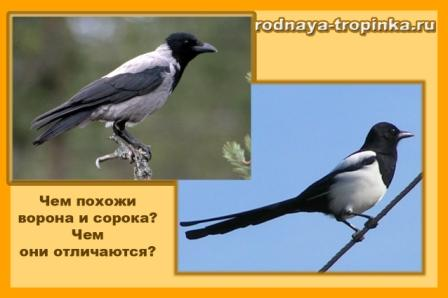 rodnaya-tropinka.ru
Чем похожи
ворона и сорока?
Чем
они отличаются?